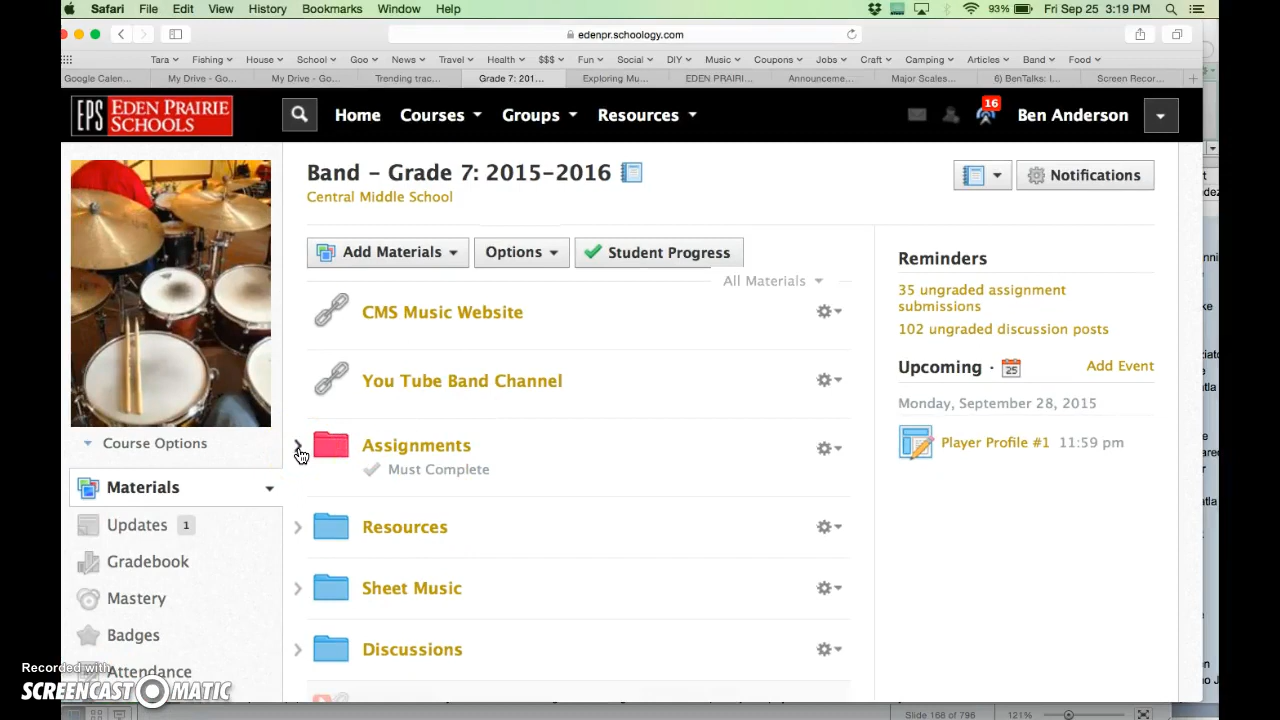 Safari File Edit View History Bookmarks Window Help 93% Fri Sep 25 3:19 PM
edenpr.schoology.com
Tara Fishing House School Goo News Travel Health $$$ Fun Social DIY Music Coupons Jobs Craft Camping Articles Band Food
Google Calen... My Drive – Go... My Drive – Go... Trending trac... Grade 7: 201... Exploring Mu... EDEN PRAIRI... Announceme... Major Scales... 6) BenTalks: I... Screen Recor...
EPS EDEN PRAIRIE
SCHOOLS
Home Courses Groups Resources 16 Ben Anderson
Band – Grade 7: 2015–2016
Central Middle School
Notifications
Add Materials Options Student Progress
All Materials
CMS Music Website
You Tube Band Channel
Assignments
Must Complete
Resources
Sheet Music
Discussions
Course Options
Materials
Updates 1
Gradebook
Mastery
Badges
Attendance
Reminders
35 ungraded assignment
submissions
102 ungraded discussion posts
Upcoming · 25 Add Event
Monday, September 28, 2015
Player Profile #1 11:59 pm
Recorded with
SCREENCAST-O-MATIC
Slide 168 of 796 121%